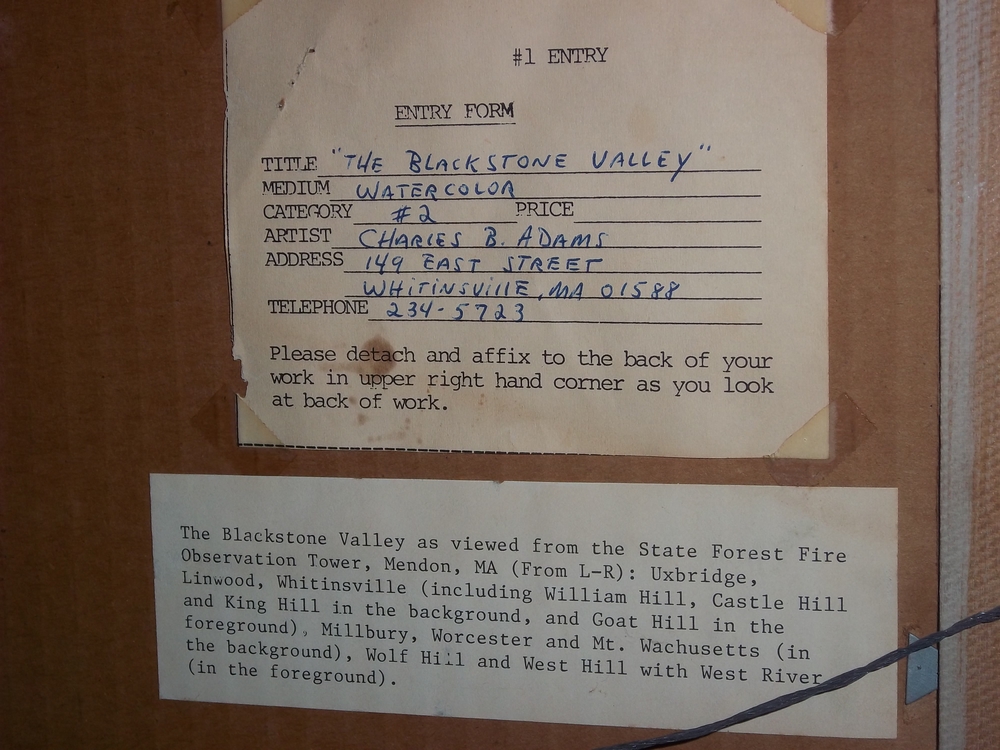 #1 ENTRY
ENTRY FORM
TITLE "THE BLACKSTONE VALLEY"
MEDIUM WATERCOLOR
CATEGORY #2 PRICE
ARTIST CHARLES B. ADAMS
ADDRESS 149 EAST STREET
WHITINSVILLE, MA 01588
TELEPHONE 234-5723
Please detach and affix to the back of your
work in upper right hand corner as you look
at back of work.
The Blackstone Valley as viewed from the State Forest Fire
Observation Tower, Mendon, MA (From L-R): Uxbridge,
Linwood, Whitinsville (including William Hill, Castle Hill
and King Hill in the background, and Goat Hill in the
foreground), Millbury, Worcester and Mt. Wachusetts (in
the background), Wolf Hill and West Hill with West River
(in the foreground).